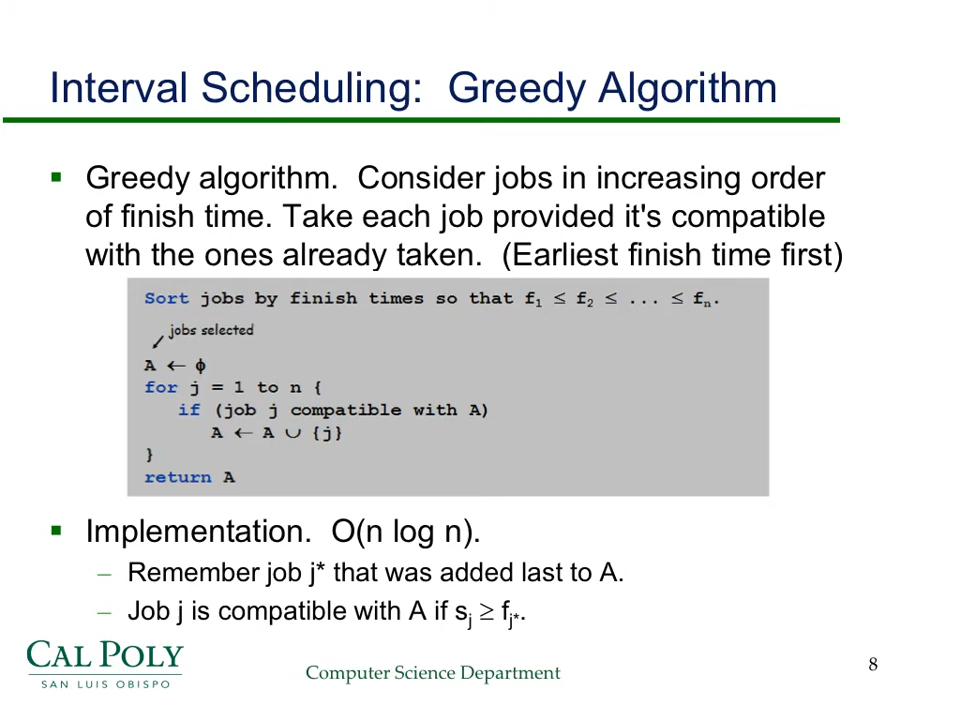 Interval Scheduling: Greedy Algorithm
▪ Greedy algorithm. Consider jobs in increasing order
of finish time. Take each job provided it's compatible
with the ones already taken. (Earliest finish time first)
Sort jobs by finish times so that f₁ ≤ f₂ ≤ ... ≤ fₙ.
jobs selected
A ← ϕ
for j = 1 to n {
if (job j compatible with A)
A ← A ∪ {j}
}
return A
▪ Implementation. O(n log n).
– Remember job j* that was added last to A.
– Job j is compatible with A if sⱼ ≥ fⱼ*.
CAL POLY
SAN LUIS OBISPO
Computer Science Department
8